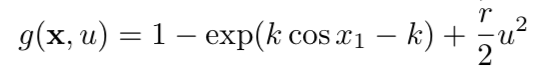 g(𝐱, u) = 1 − exp(k cos x₁ − k) + r/2 u²